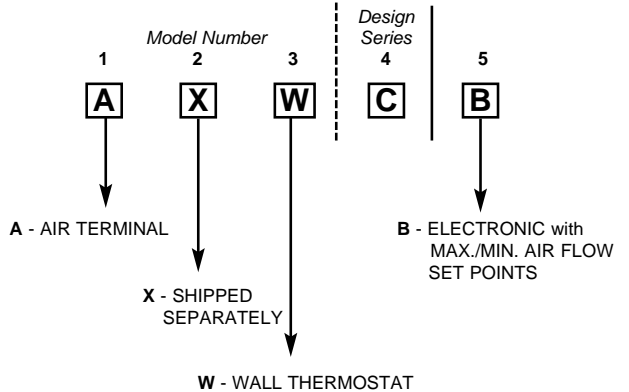 Model Number
Design
Series
1 2 3 4 5
A X W C B
A - AIR TERMINAL
B - ELECTRONIC with
MAX./MIN. AIR FLOW
SET POINTS
X - SHIPPED
SEPARATELY
W - WALL THERMOSTAT